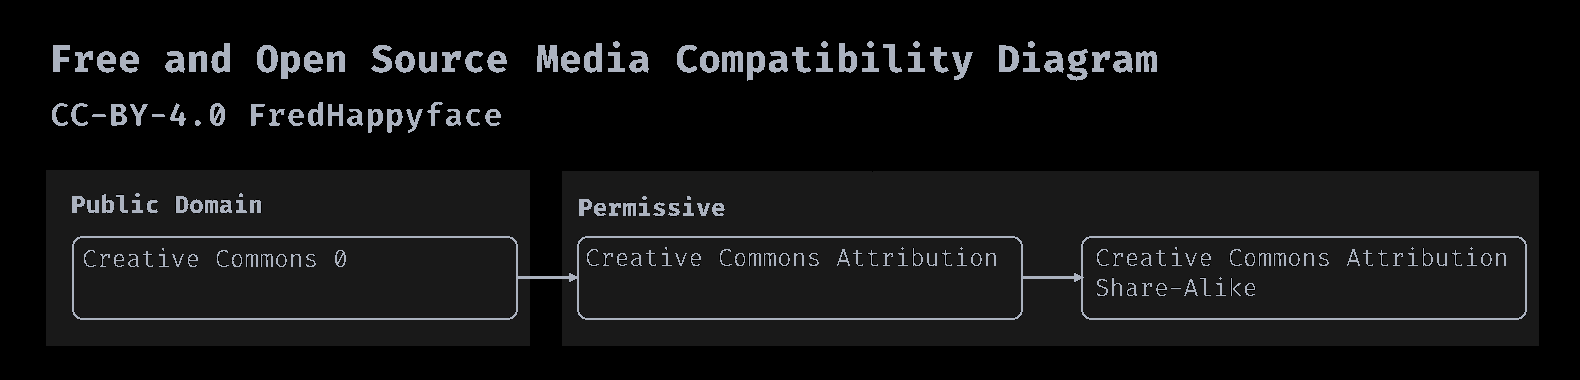 Free and Open Source Media Compatibility Diagram
CC-BY-4.0 FredHappyface
Public Domain
Creative Commons 0
Permissive
Creative Commons Attribution
Creative Commons Attribution
Share-Alike